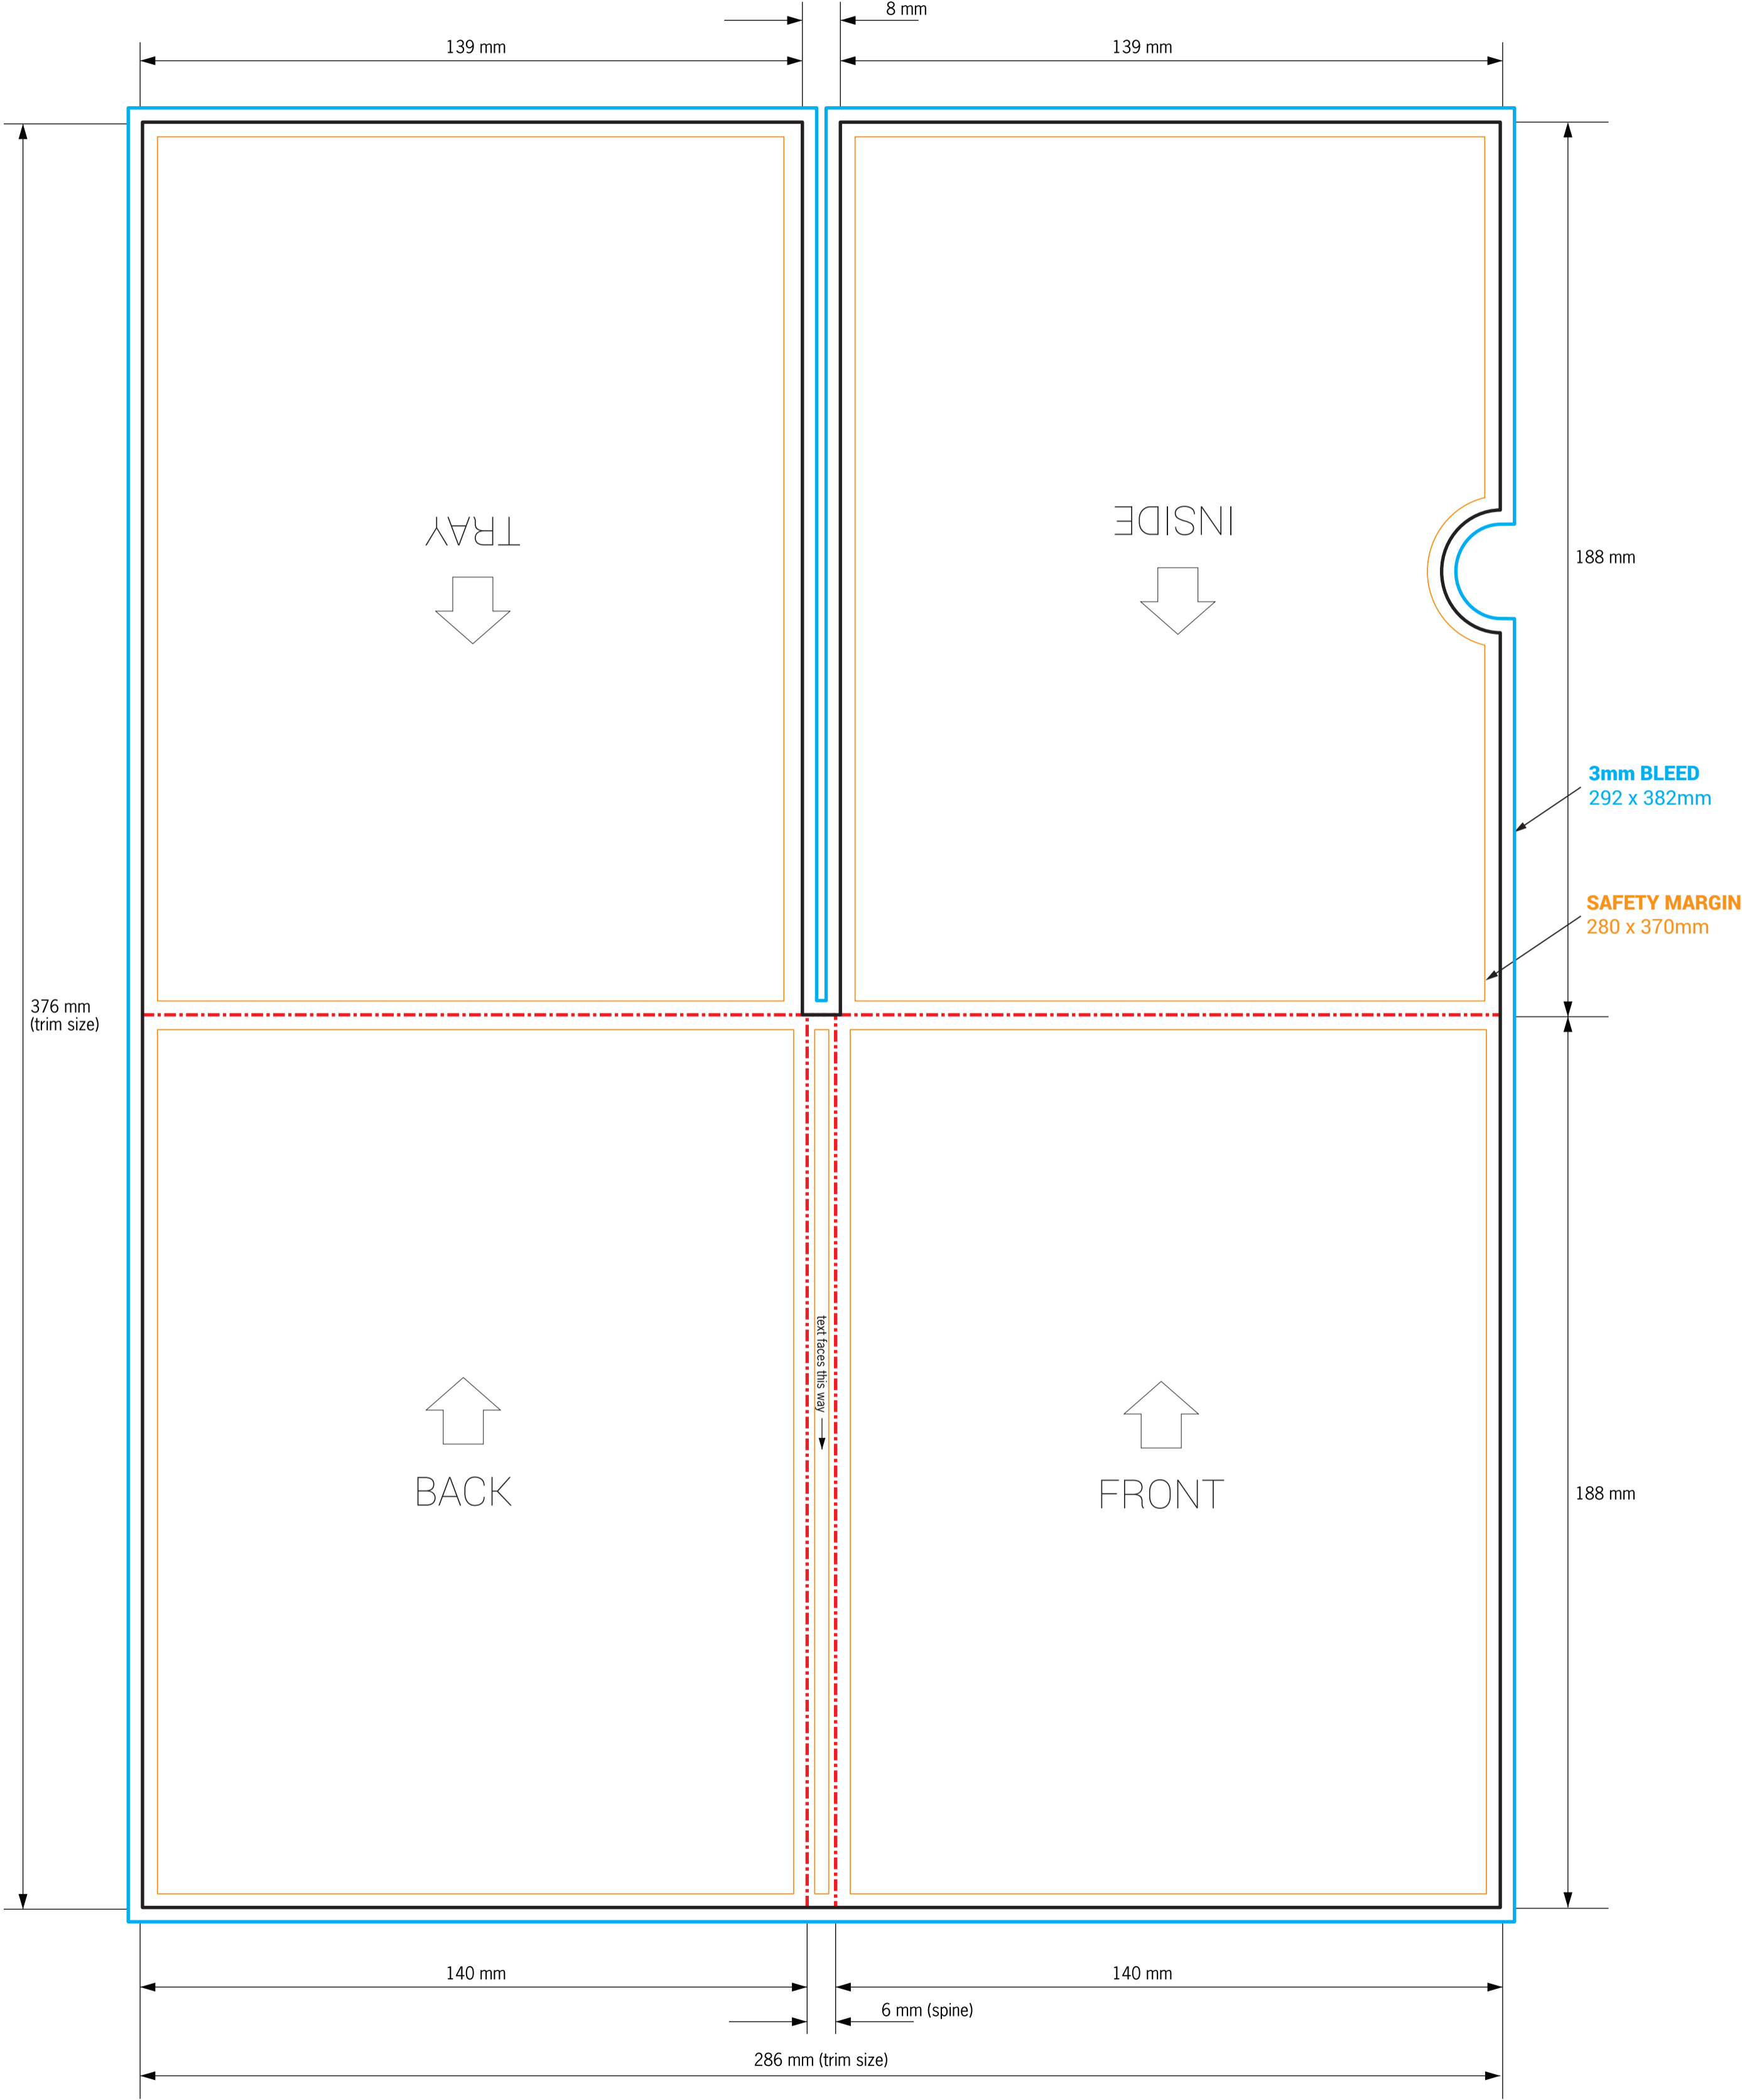 8 mm
139 mm
139 mm
TRAY
INSIDE
188 mm
3mm BLEED
292 x 382mm
SAFETY MARGIN
280 x 370mm
376 mm
(trim size)
text faces this way
BACK
FRONT
188 mm
140 mm
140 mm
6 mm (spine)
286 mm (trim size)